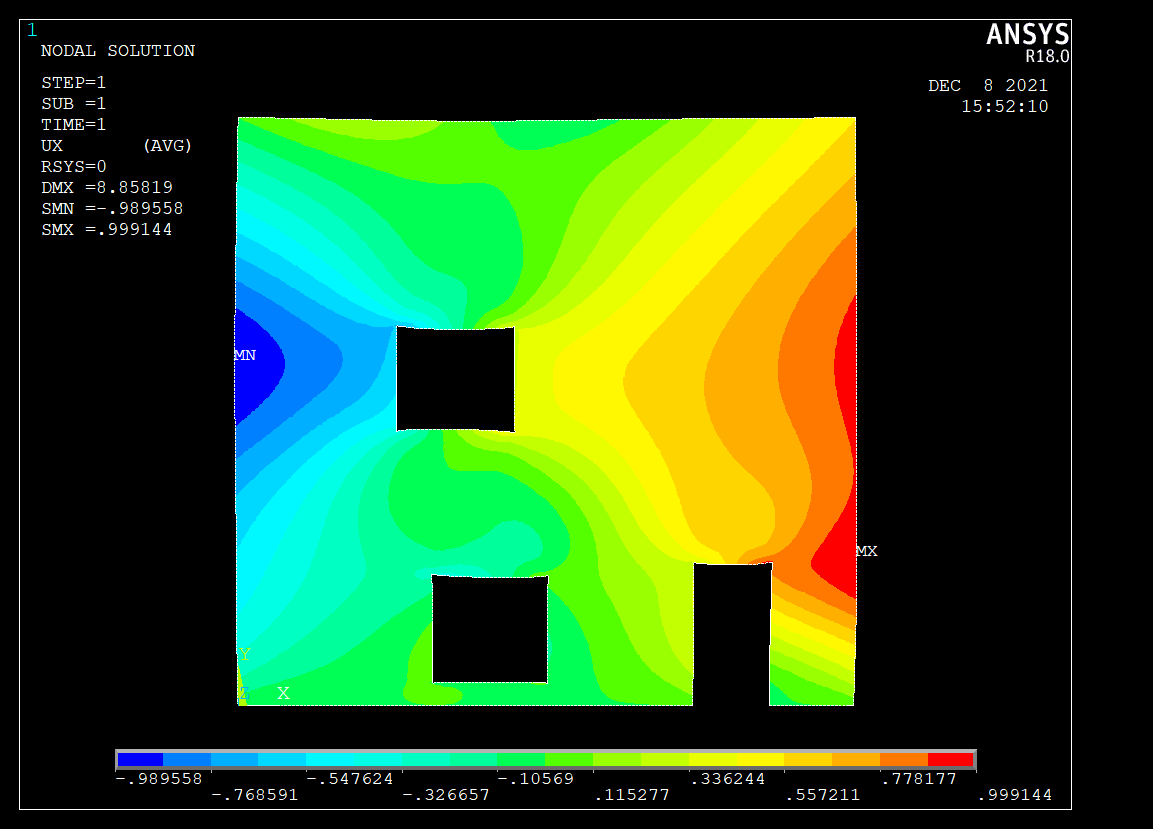 1
ANSYS
R18.0
NODAL SOLUTION
STEP=1
SUB =1
TIME=1
UX (AVG)
RSYS=0
DMX =8.85819
SMN =-.989558
SMX =.999144
DEC 8 2021
15:52:10
MN
MX
Y
Z X
-.989558 -.547624 -.10569 .336244 .778177
-.768591 -.326657 .115277 .557211 .999144